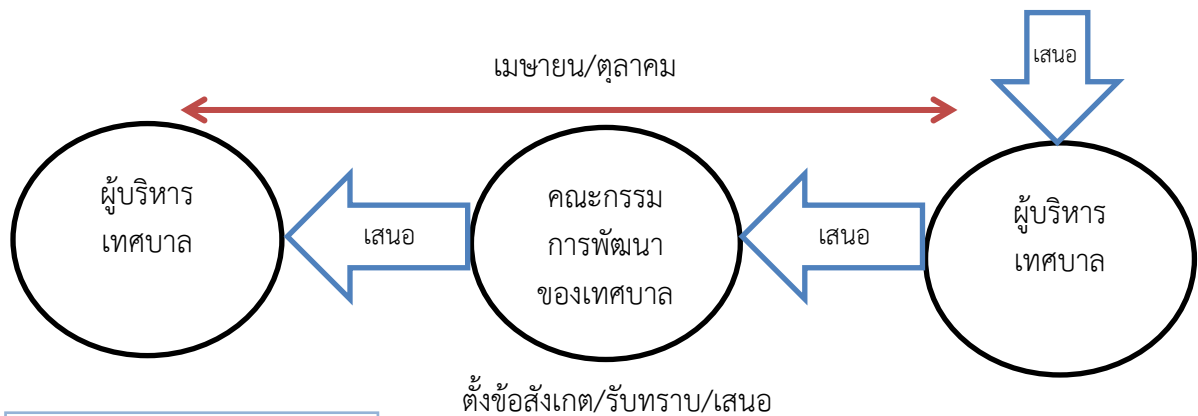 เสนอ
เมษายน/ตุลาคม
ผู้บริหาร
เทศบาล
เสนอ
คณะกรรม
การพัฒนา
ของเทศบาล
เสนอ
ผู้บริหาร
เทศบาล
ตั้งข้อสังเกต/รับทราบ/เสนอ